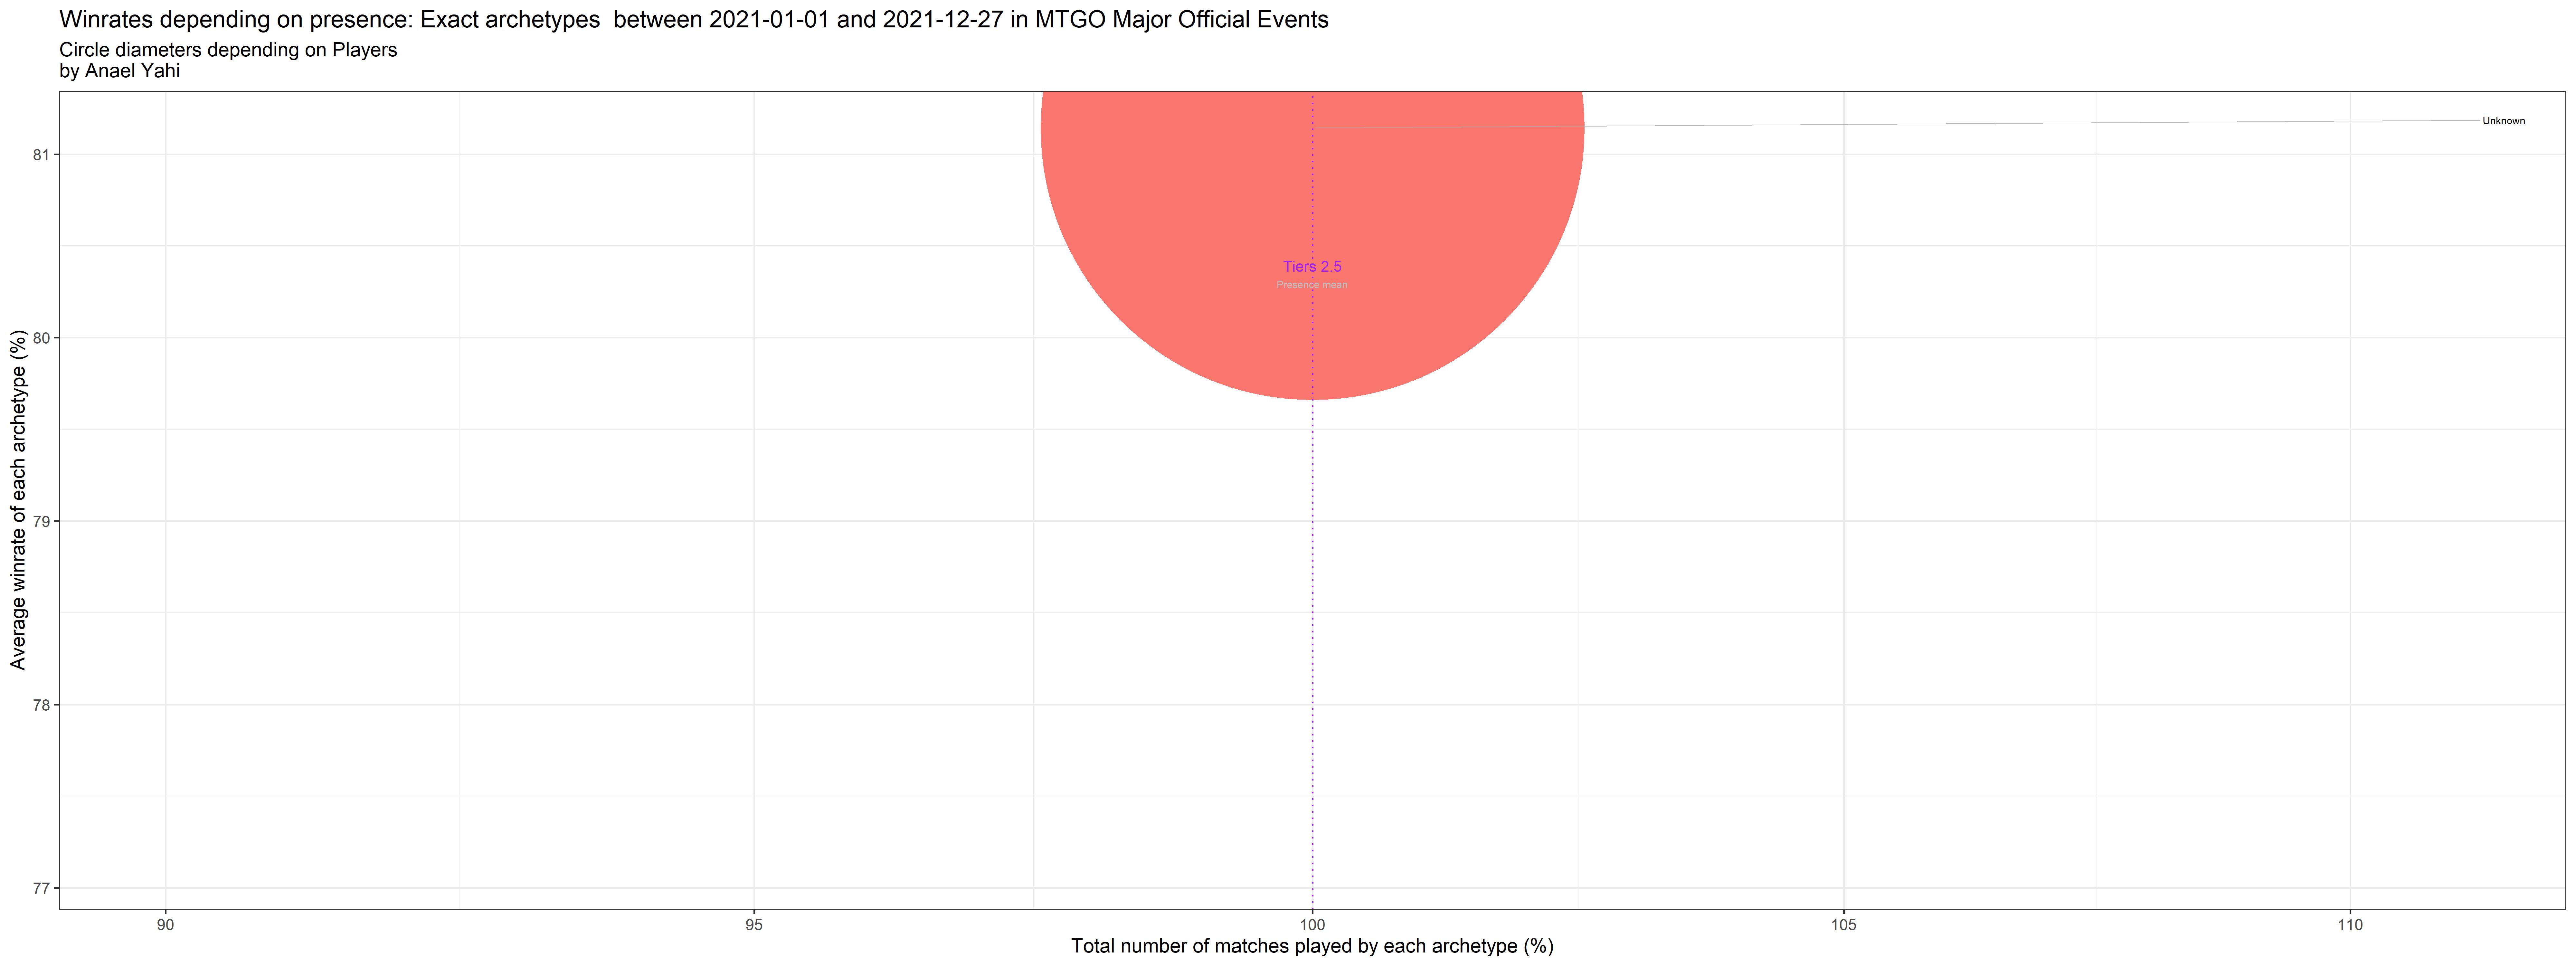 Winrates depending on presence: Exact archetypes  between 2021-01-01 and 2021-12-27 in MTGO Major Official Events
Circle diameters depending on Players
by Anael Yahi
Average winrate of each archetype (%)
81
80
79
78
77
Unknown
Tiers 2.5
Presence mean
90
95
100
105
110
Total number of matches played by each archetype (%)